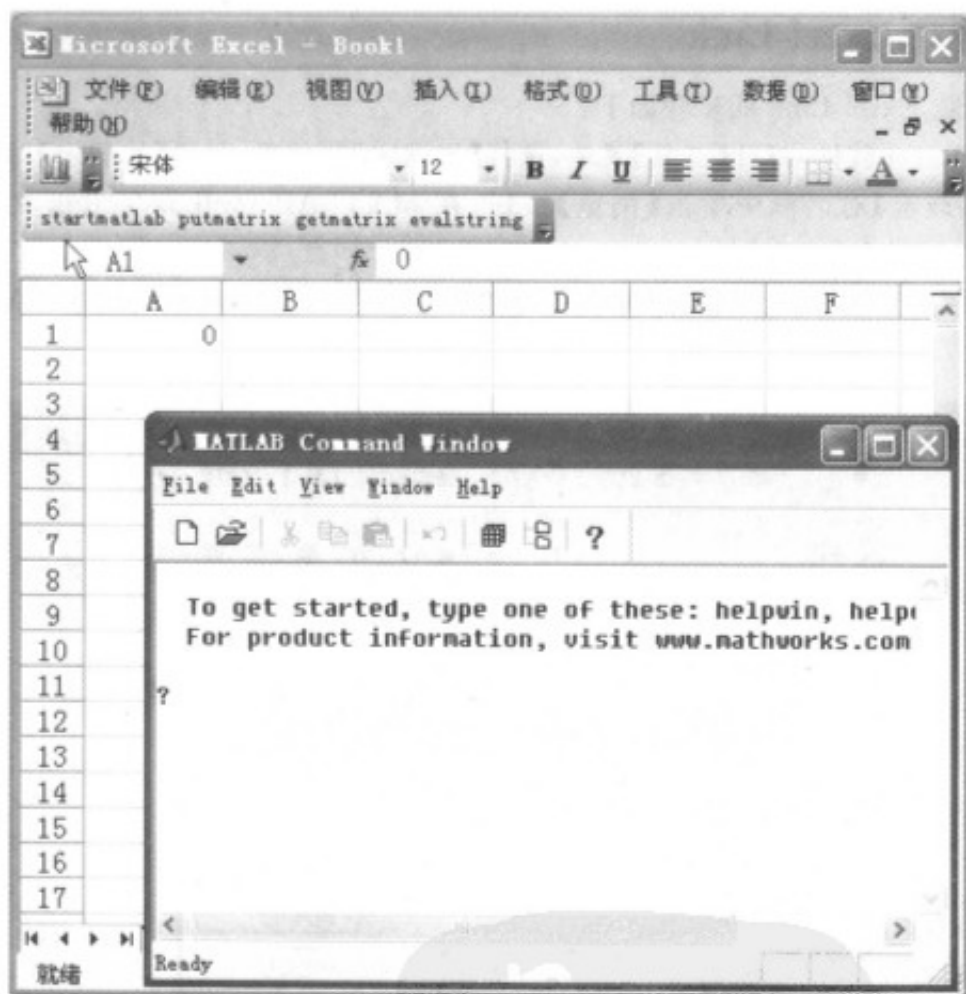 Microsoft Excel - Book1
文件(F) 编辑(E) 视图(V) 插入(I) 格式(O) 工具(T) 数据(D) 窗口(W)
帮助(H)
宋体 12 B I U A
startmatlab putmatrix getmatrix evalstring
A1 fx 0
A B C D E F
1 0
2
3
4
5
6
7
8
9
10
11
12
13
14
15
16
17
MATLAB Command Window
File Edit View Window Help
?
To get started, type one of these: helpwin,
For product information, visit www.mathworks.com
?
Ready
就绪